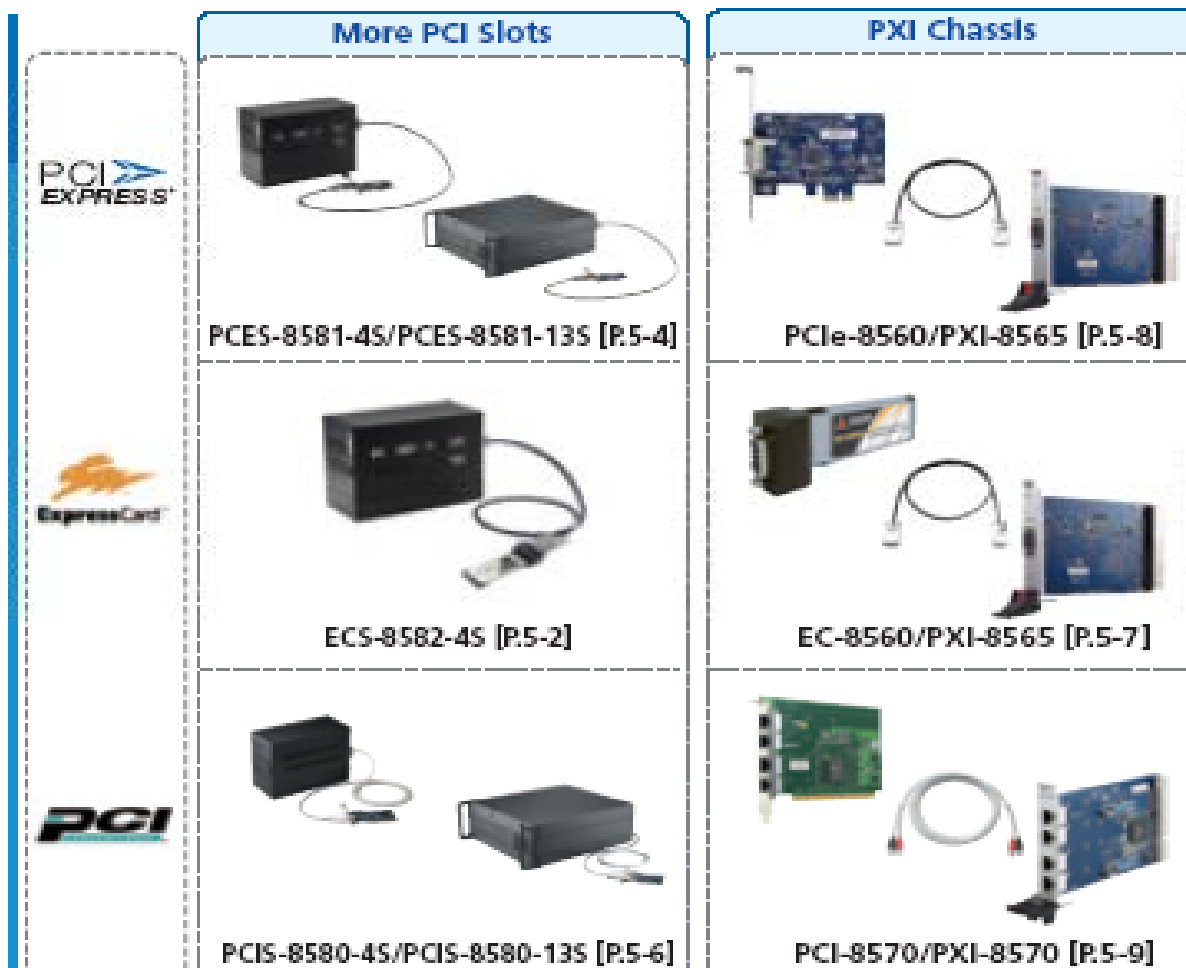 More PCI Slots
PXI Chassis
PCI
EXPRESS
PCES-8581-4S/PCES-8581-13S [P.5-4]
PCIe-8560/PXI-8565 [P.5-8]
ExpressCard
ECS-8582-4S [P.5-2]
EC-8560/PXI-8565 [P.5-7]
PCI
PCIS-8580-4S/PCIS-8580-13S [P.5-6]
PCI-8570/PXI-8570 [P.5-9]